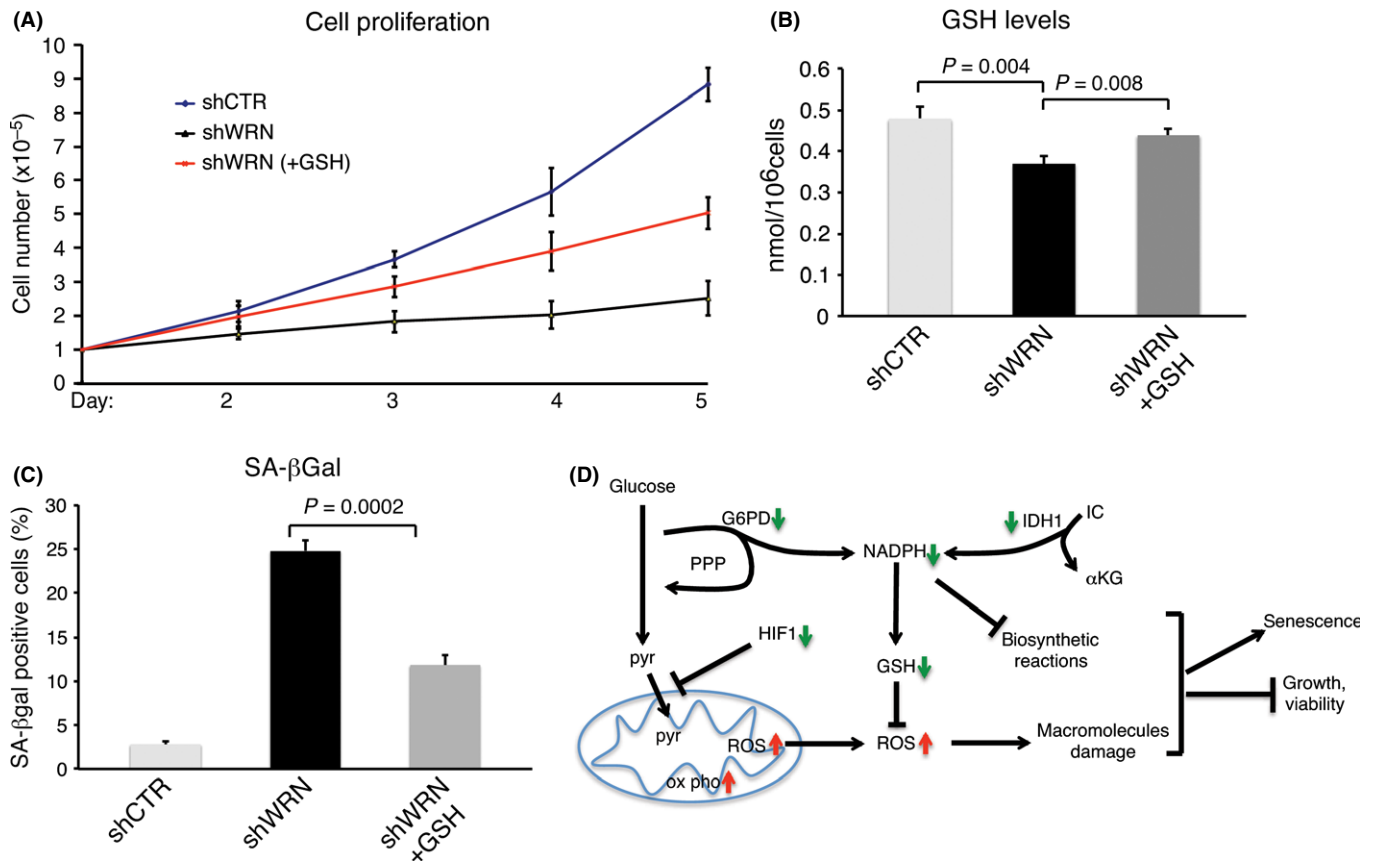 (A)
Cell proliferation
Cell number (x10⁻⁵)
10
9
8
7
6
5
4
3
2
1
0
shCTR
shWRN
shWRN (+GSH)
Day: 2 3 4 5
(B)
GSH levels
nmol/10⁶cells
0.6
0.5
0.4
0.3
0.2
0.1
0
P = 0.004
P = 0.008
shCTR
shWRN
shWRN
+GSH
(C)
SA-βGal
SA-βgal positive cells (%)
30
25
20
15
10
5
0
P = 0.0002
shCTR
shWRN
shWRN
+GSH
(D)
Glucose
G6PD
PPP
NADPH
IDH1
IC
αKG
HIF1
pyr
pyr
GSH
Biosynthetic
reactions
Senescence
Growth,
viability
ROS
ox pho
ROS
Macromolecules
damage